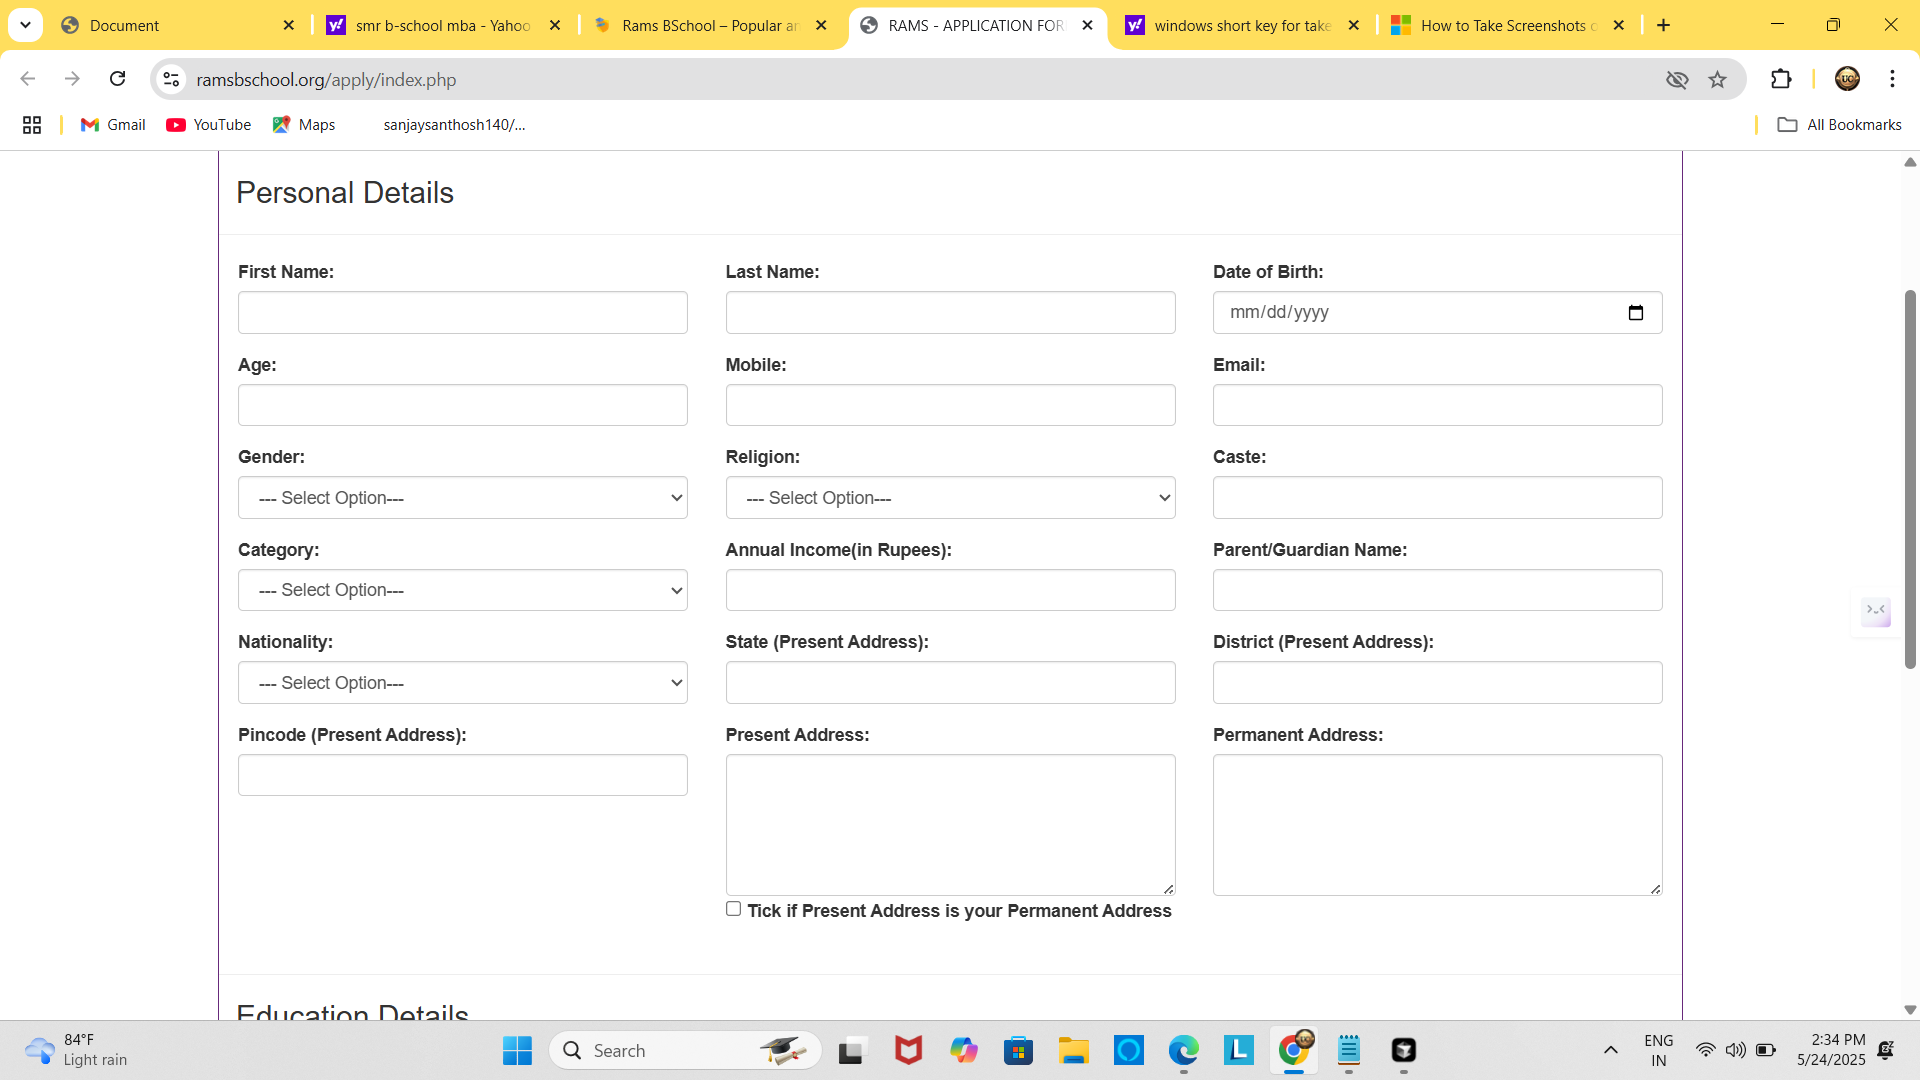 Document
smr b-school mba - Yahoo
Rams BSchool – Popular an
RAMS - APPLICATION FOR
windows short key for take
How to Take Screenshots o
ramsbschool.org/apply/index.php
Gmail
YouTube
Maps
sanjaysanthosh140/...
All Bookmarks
Personal Details
First Name:
Last Name:
Date of Birth:
mm/dd/yyyy
Age:
Mobile:
Email:
Gender:
Religion:
Caste:
--- Select Option---
--- Select Option---
Category:
Annual Income(in Rupees):
Parent/Guardian Name:
--- Select Option---
Nationality:
State (Present Address):
District (Present Address):
--- Select Option---
Pincode (Present Address):
Present Address:
Permanent Address:
Tick if Present Address is your Permanent Address
Education Details
84°F
Light rain
Search
L
ENG
IN
2:34 PM
5/24/2025